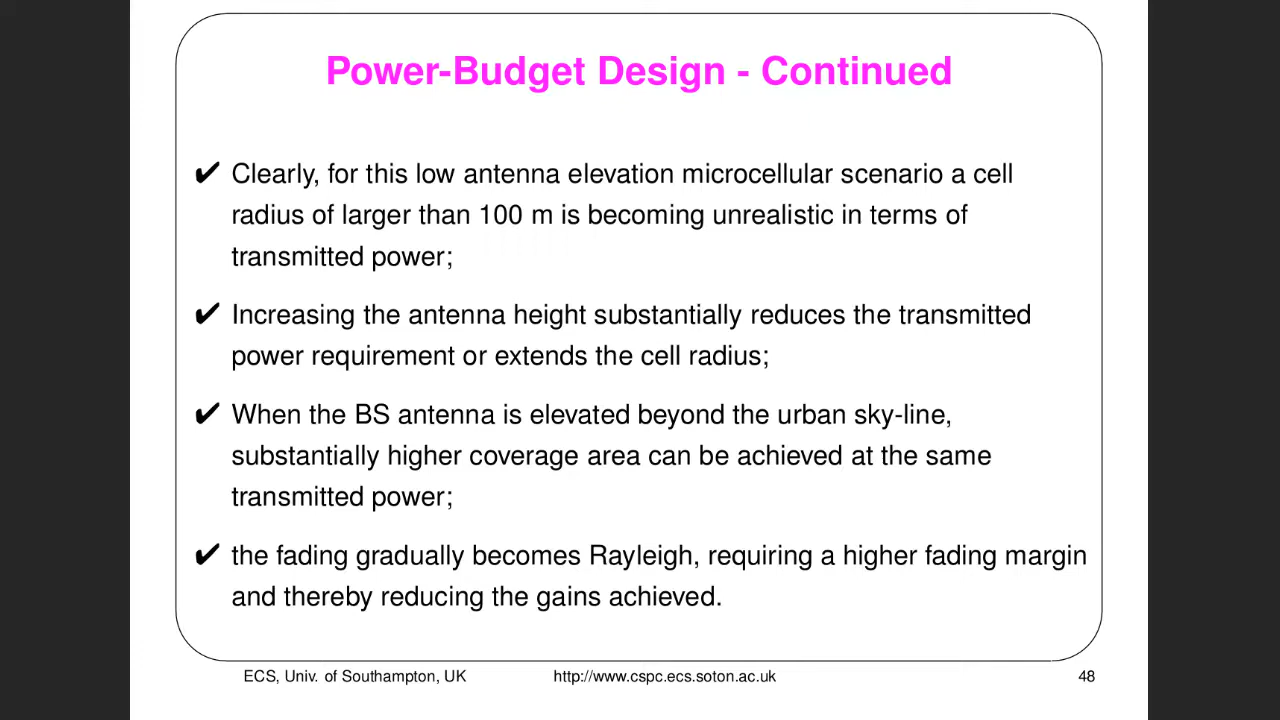 Power-Budget Design - Continued
✔ Clearly, for this low antenna elevation microcellular scenario a cell
radius of larger than 100 m is becoming unrealistic in terms of
transmitted power;
✔ Increasing the antenna height substantially reduces the transmitted
power requirement or extends the cell radius;
✔ When the BS antenna is elevated beyond the urban sky-line,
substantially higher coverage area can be achieved at the same
transmitted power;
✔ the fading gradually becomes Rayleigh, requiring a higher fading margin
and thereby reducing the gains achieved.
ECS, Univ. of Southampton, UK http://www.cspc.ecs.soton.ac.uk 48